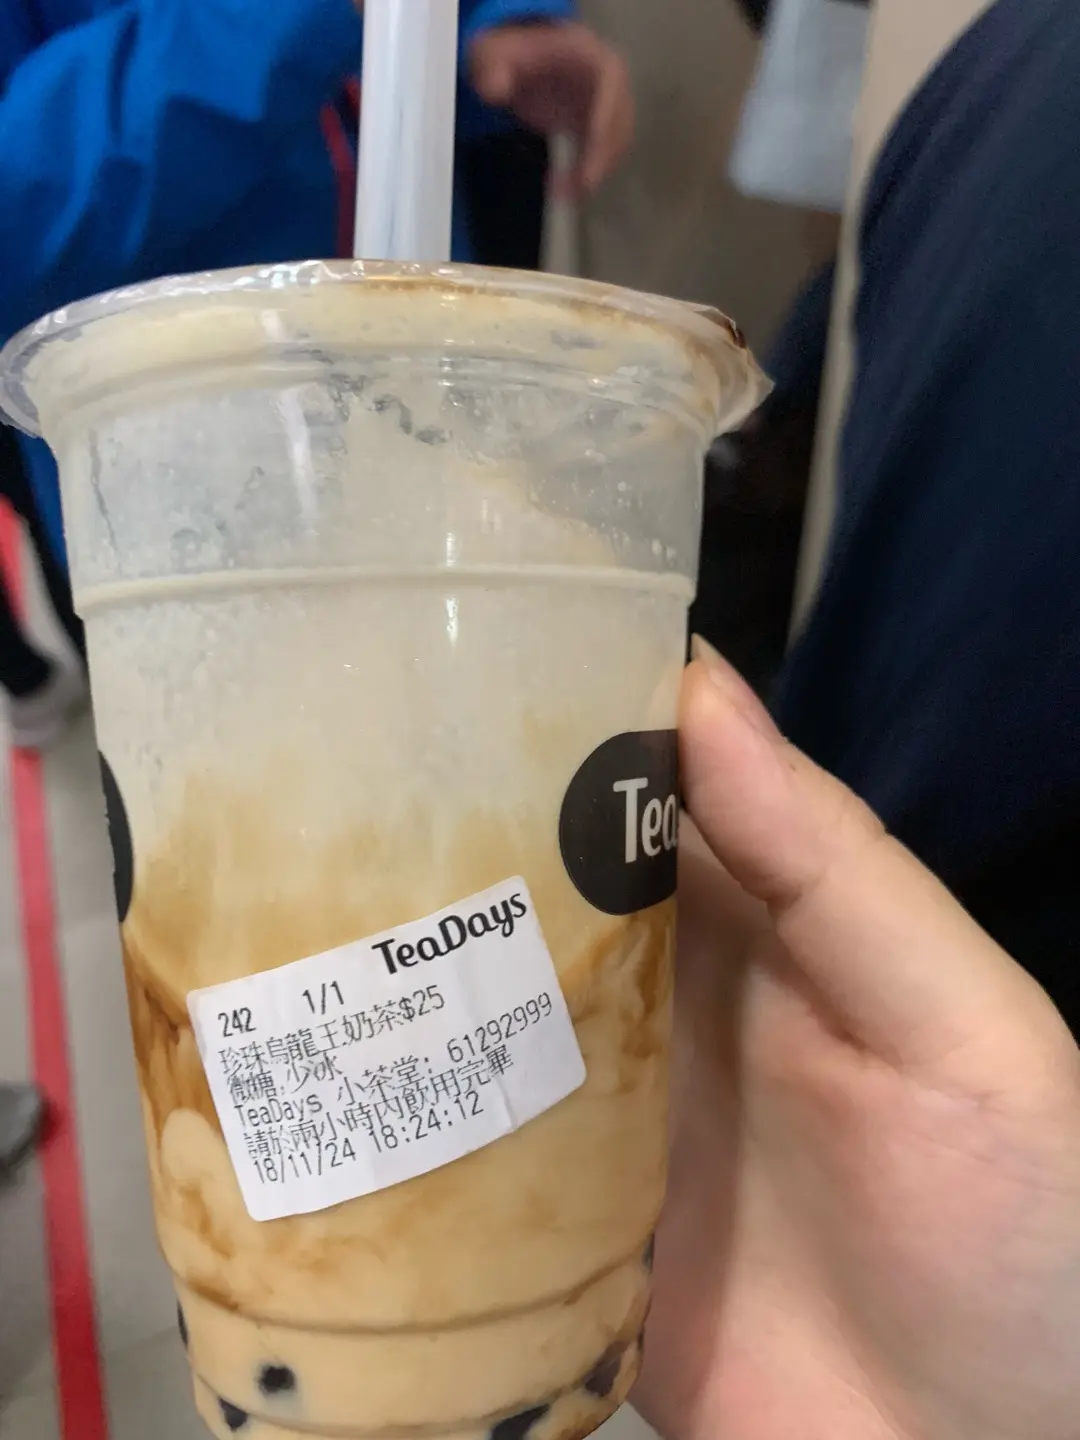 Tea
TeaDays
242 1/1
珍珠烏龍王奶茶$25
微糖,少冰
TeaDays 小茶堂: 61292999
請於兩小時內飲用完畢
18/11/24 18:24:12